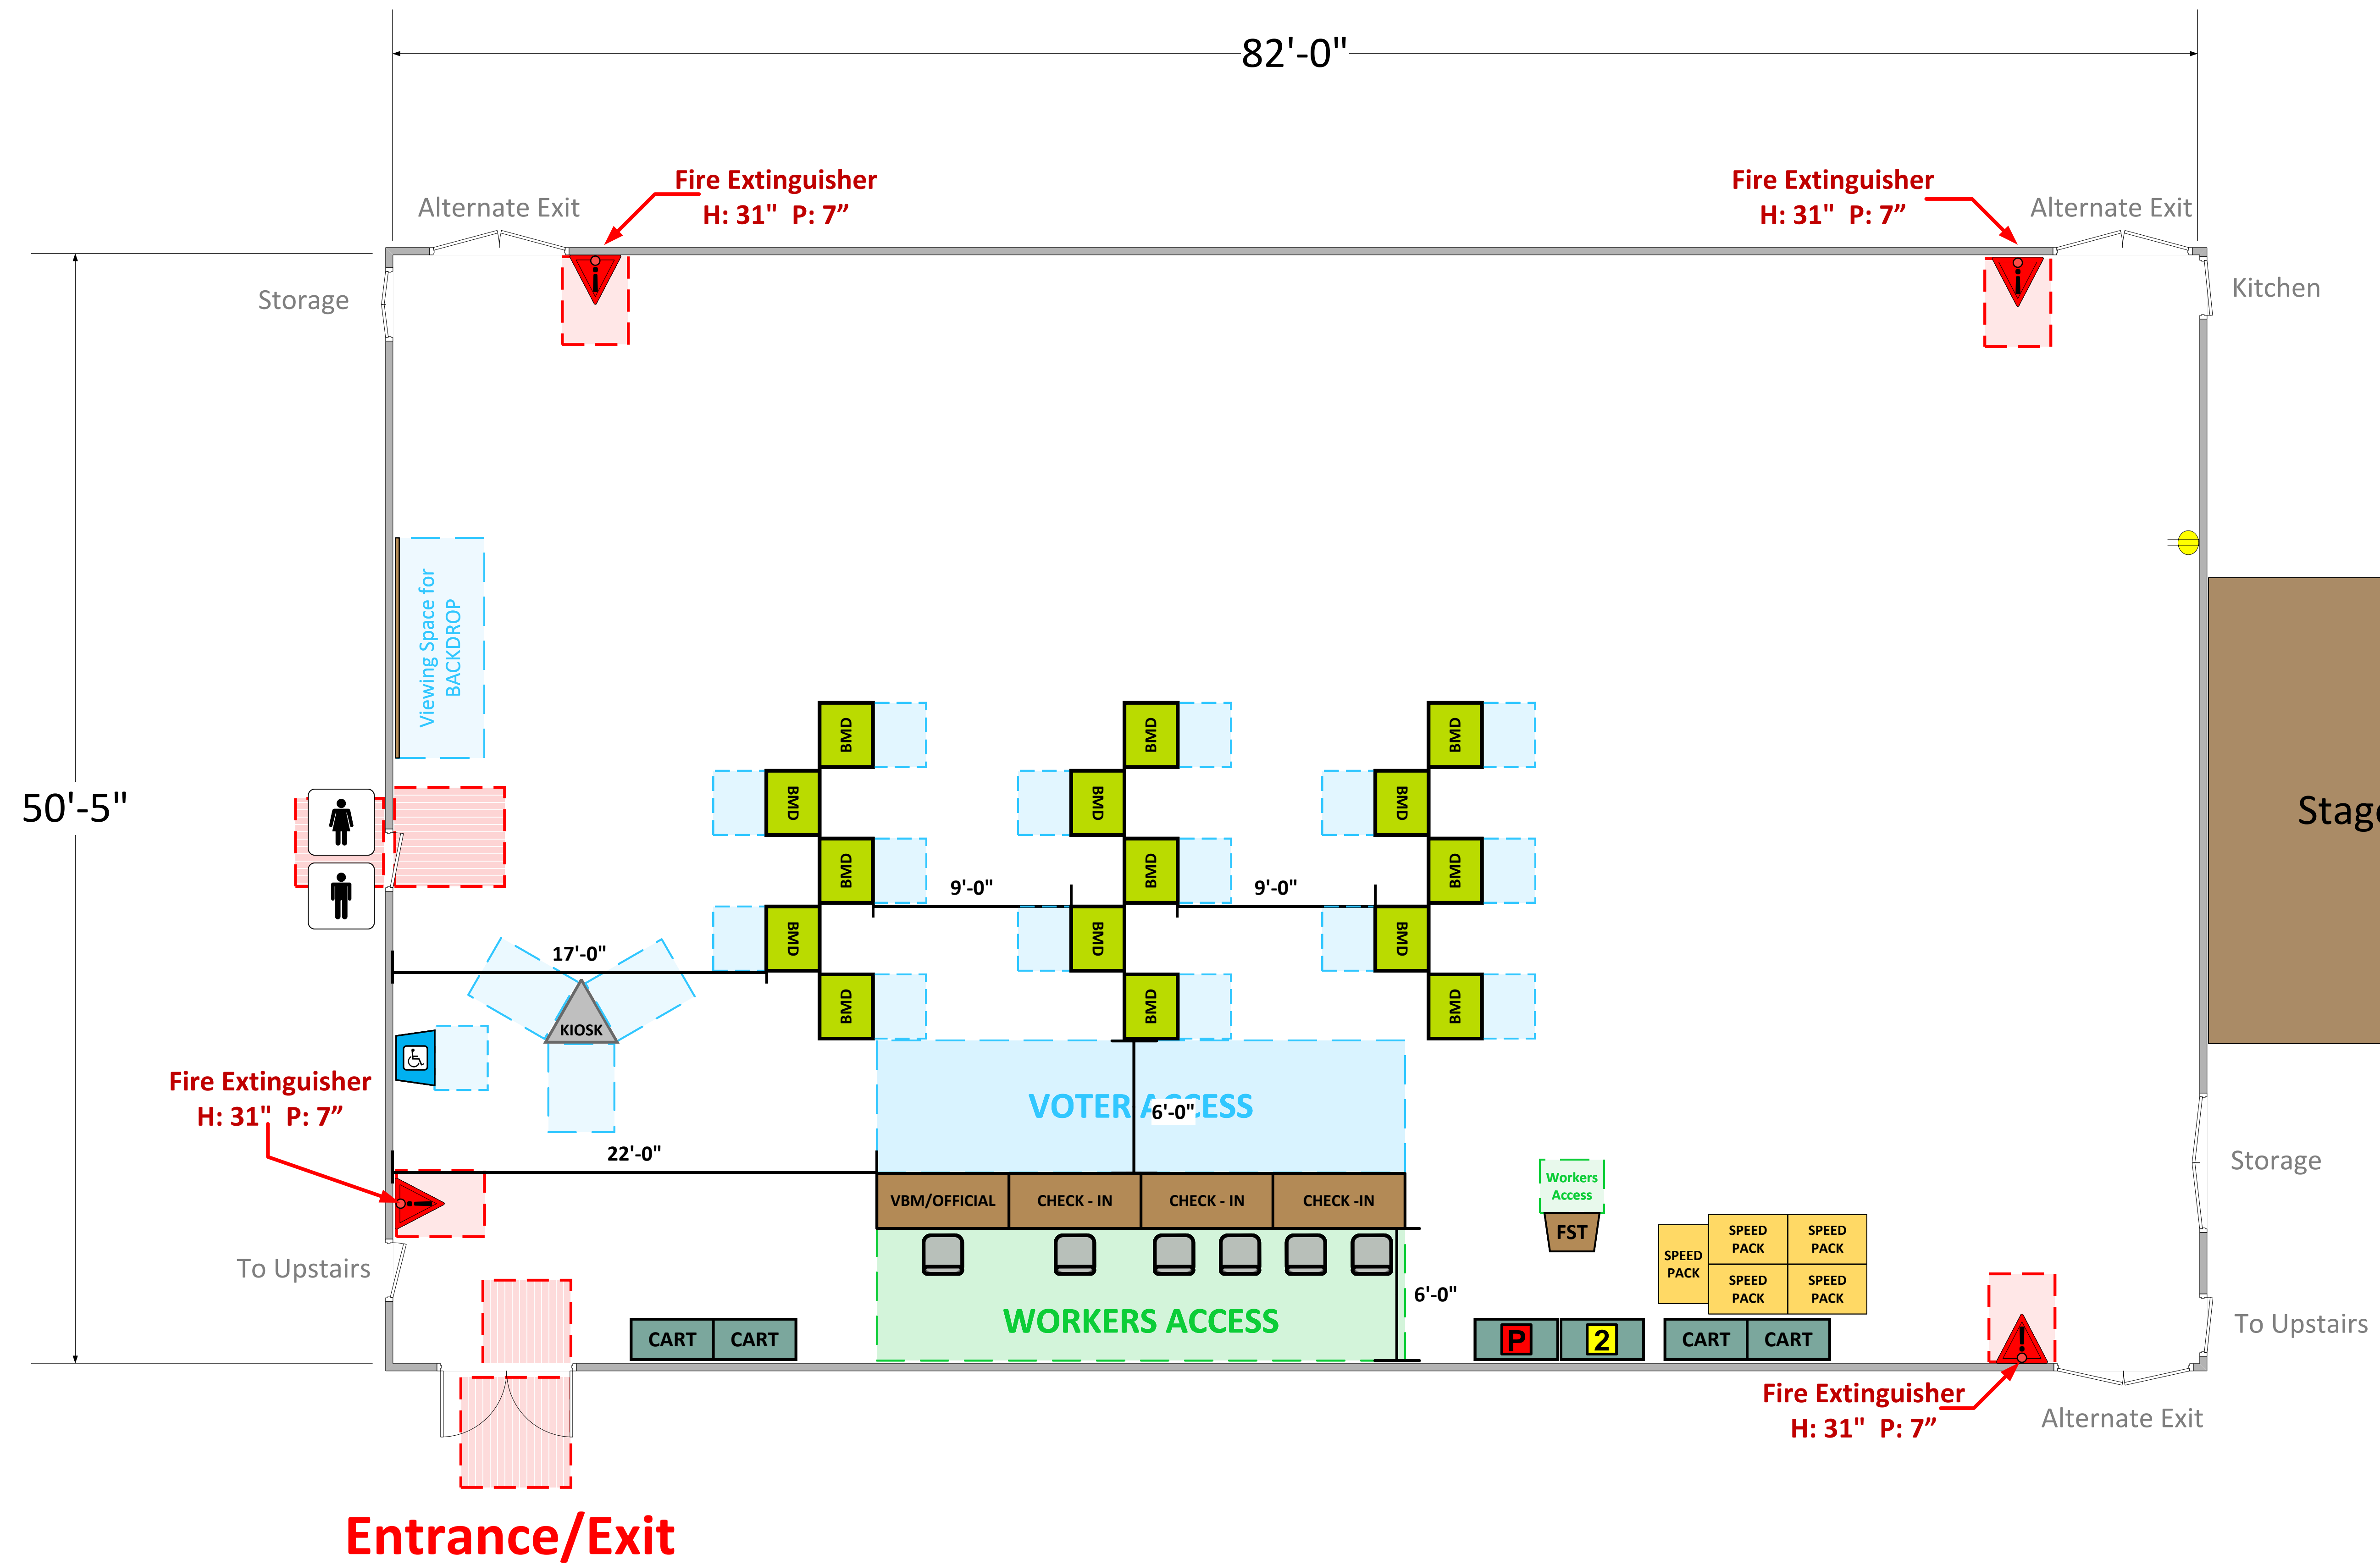 82'-0"
Fire Extinguisher
H: 31"  P: 7”
Fire Extinguisher
H: 31"  P: 7”
Alternate Exit
Alternate Exit
Storage
Kitchen
Viewing Space for
BACKDROP
50'-5"
Stage
BMD
BMD
BMD
BMD
BMD
BMD
BMD
BMD
BMD
9'-0"
9'-0"
BMD
BMD
BMD
17'-0"
BMD
BMD
BMD
KIOSK
Fire Extinguisher
H: 31"  P: 7”
VOTER ACCESS
6'-0"
22'-0"
Storage
VBM/OFFICIAL
CHECK - IN
CHECK - IN
CHECK -IN
Workers
Access
FST
SPEED
PACK
SPEED
PACK
SPEED
PACK
SPEED
PACK
SPEED
PACK
To Upstairs
6'-0"
WORKERS ACCESS
CART
CART
P
2
CART
CART
!
To Upstairs
Fire Extinguisher
H: 31"  P: 7”
Alternate Exit
Entrance/Exit